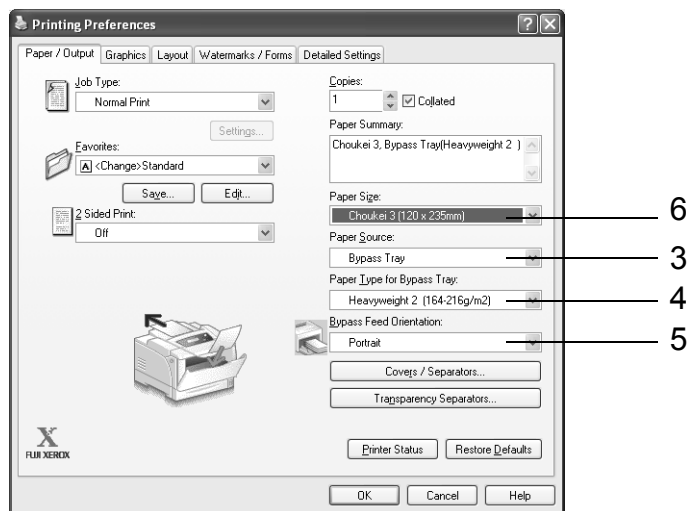 Printing Preferences
Paper / Output Graphics Layout Watermarks / Forms Detailed Settings
Job Type:
Normal Print
Settings...
Favorites:
A <Change>Standard
Save... Edit...
2 Sided Print:
Off
Copies:
1 Collated
Paper Summary:
Choukei 3, Bypass Tray(Heavyweight 2 )
Paper Size:
Choukei 3 (120 x 235mm) 6
Paper Source:
Bypass Tray 3
Paper Type for Bypass Tray:
Heavyweight 2 (164-216g/m2) 4
Bypass Feed Orientation:
Portrait 5
Covers / Separators...
Transparency Separators...
X
FUJI XEROX
Printer Status Restore Defaults
OK Cancel Help